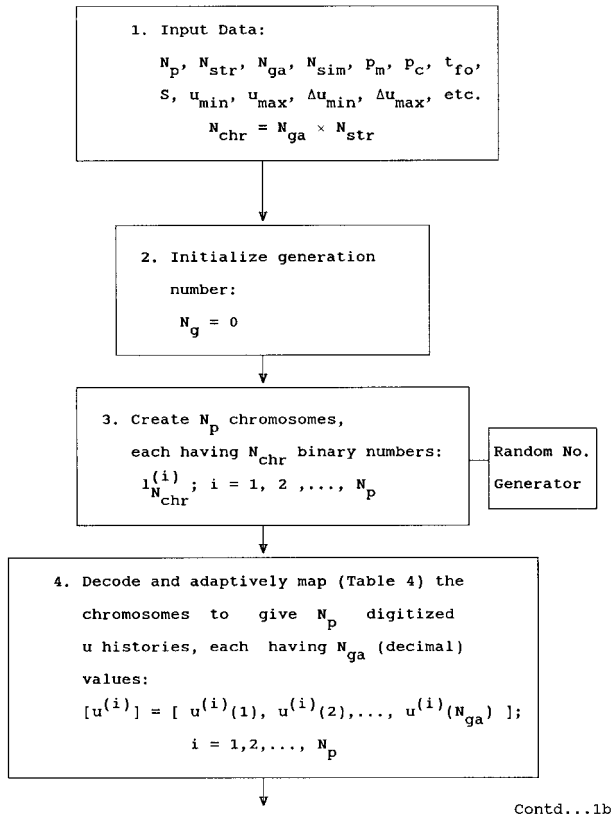 1. Input Data:
N_p, N_str, N_ga, N_sim, p_m, p_c, t_fo,
S, u_min, u_max, Δu_min, Δu_max, etc.
N_chr = N_ga × N_str
2. Initialize generation
number:
N_g = 0
3. Create N_p chromosomes,
each having N_chr binary numbers:
l_{N_chr}^{(i)}; i = 1, 2 ,..., N_p
Random No.
Generator
4. Decode and adaptively map (Table 4) the
chromosomes to give N_p digitized
u histories, each having N_ga (decimal)
values:
[u^{(i)}] = [ u^{(i)}(1), u^{(i)}(2),..., u^{(i)}(N_ga) ];
i = 1,2,..., N_p
Contd...1b